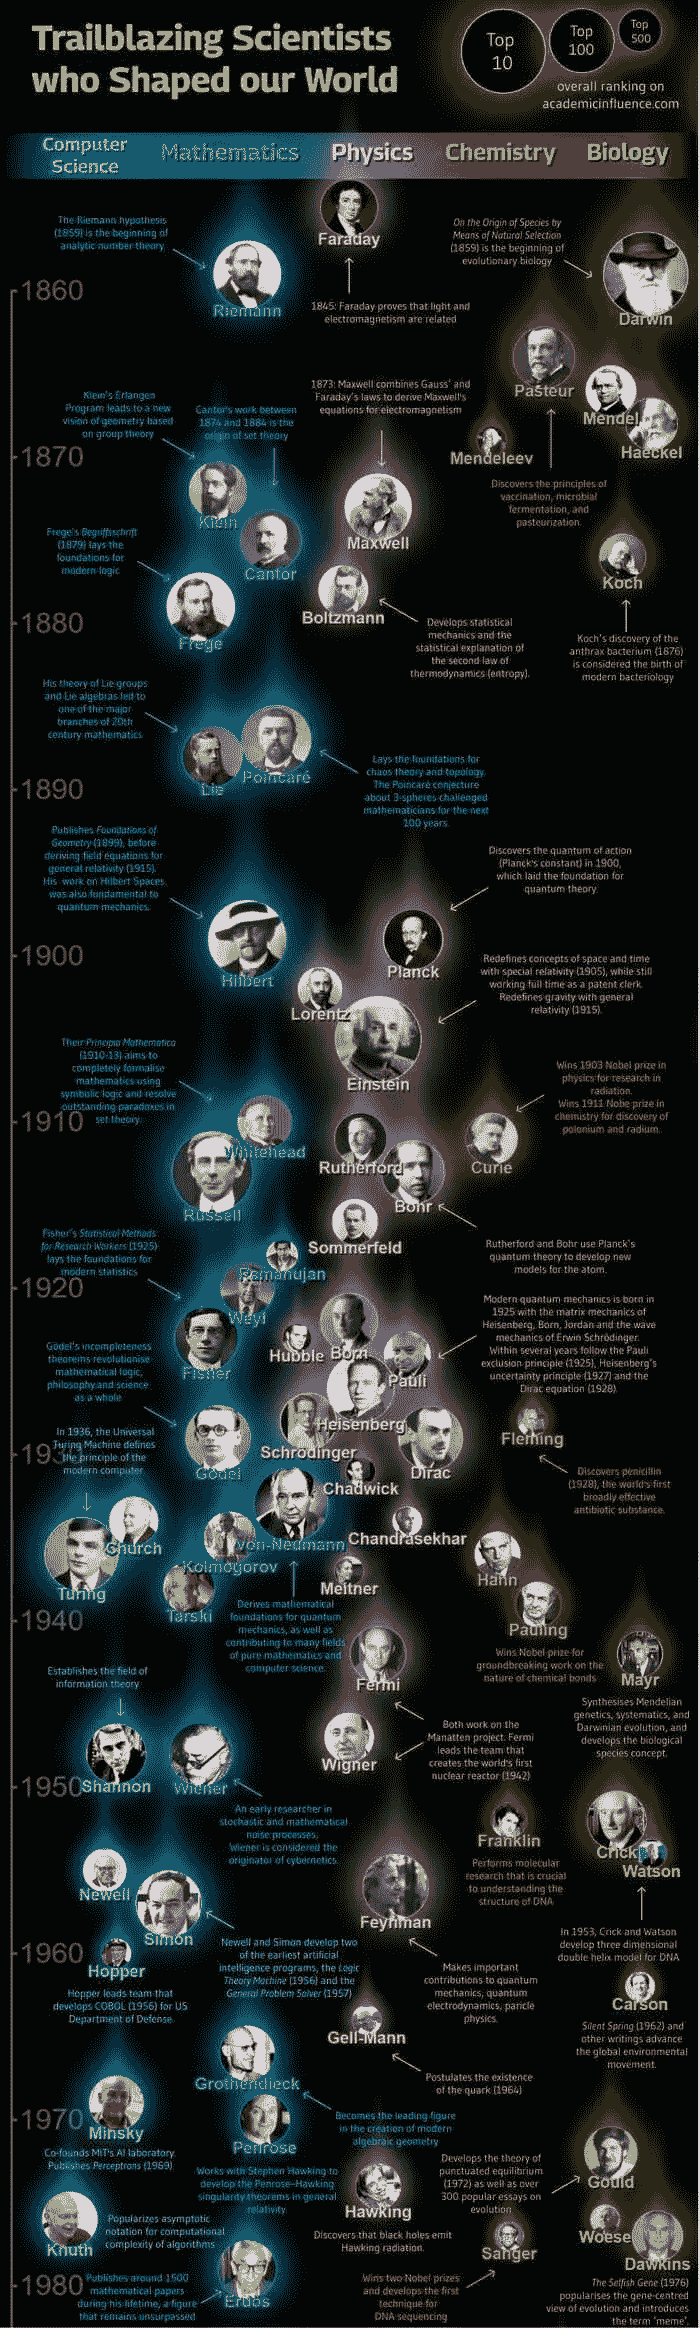 Trailblazing Scientists
who Shaped our World
Top
10
Top
100
Top
500
overall ranking on
academicinfluence.com
Computer
Science
Mathematics
Physics
Chemistry
Biology
Faraday
The Riemann hypothesis
(1859) is the beginning of
analytic number theory
On the Origin of Species by
Means of Natural Selection
(1859) is the beginning of
evolutionary biology
1860
Riemann
1845: Faraday proves that light and
electromagnetism are related
Darwin
Pasteur
Mendel
Haeckel
Klein's Erlangen
Program leads to a new
vision of geometry based
on group theory
Cantor's work between
1874 and 1884 is the
origin of set theory
1873: Maxwell combines Gauss' and
Faraday's laws to derive Maxwell's
equations for electromagnetism
1870
Mendeleev
Discovers the principles of
vaccination, microbial
fermentation, and
pasteurization.
Klein
Cantor
Maxwell
Frege's Begriffsschrift
(1879) lays the
foundations for
modern logic
Koch
1880
Frege
Boltzmann
Develops statistical
mechanics and the
statistical explanation of
the second law of
thermodynamics (entropy).
Koch's discovery of the
anthrax bacterium (1876)
is considered the birth of
modern bacteriology
His theory of Lie groups
and Lie algebras led to
one of the major
branches of 20th
century mathematics
Lie
Poincaré
1890
Lays the foundations for
chaos theory and topology.
The Poincaré conjecture
about 3-spheres challenged
mathematicians for the next
100 years.
Publishes Foundations of
Geometry (1899), before
deriving field equations for
general relativity (1915).
His work on Hilbert Spaces
was also fundamental to
quantum mechanics.
Discovers the quantum of action
(Planck's constant) in 1900,
which laid the foundation for
quantum theory
1900
Hilbert
Planck
Lorentz
Redefines concepts of space and time
with special relativity (1905), while still
working full time as a patent clerk.
Redefines gravity with general
relativity (1915).
Einstein
Their Principia Mathematica
(1910-13) aims to
completely formalise
mathematics using
symbolic logic and resolve
outstanding paradoxes in
set theory.
Wins 1903 Nobel prize in
physics for research in
radiation.
Wins 1911 Nobe prize in
chemistry for discovery of
polonium and radium.
1910
Whitehead
Rutherford
Curie
Russell
Bohr
Sommerfeld
Rutherford and Bohr use Planck's
quantum theory to develop new
models for the atom.
Fisher's Statistical Methods
for Research Workers (1925)
lays the foundations for
modern statistics
Ramanujan
1920
Weyl
Fisher
Hubble
Born
Pauli
Modern quantum mechanics is born in
1925 with the matrix mechanics of
Heisenberg, Born, Jordan and the wave
mechanics of Erwin Schrödinger.
Within several years follow the Pauli
exclusion principle (1925), Heisenberg's
uncertainty principle (1927) and the
Dirac equation (1928).
Gödel's incompleteness
theorems revolutionise
mathematical logic,
philosophy and science
as a whole
Heisenberg
Schrödinger
Dirac
Fleming
In 1936, the Universal
Turing Machine defines
the principle of the
modern computer
1930
Gödel
Chadwick
Discovers penicillin
(1928), the world's first
broadly effective
antibiotic substance.
Church
Von-Neumann
Chandrasekhar
Kolmogorov
Turing
Tarski
Meitner
Hahn
1940
Derives mathematical
foundations for quantum
mechanics, as well as
contributing to many fields
of pure mathematics and
computer science.
Pauling
Wins Nobel prize for
groundbreaking work on the
nature of chemical bonds
Fermi
Mayr
Synthesises Mendelian
genetics, systematics, and
Darwinian evolution, and
develops the biological
species concept.
Establishes the field of
information theory
Both work on the
Manatten project. Fermi
leads the team that
creates the world's first
nuclear reactor (1942)
Wigner
1950
Shannon
Wiener
An early researcher in
stochastic and mathematical
noise processes,
Wiener is considered the
originator of cybernetics.
Franklin
Performs molecular
research that is crucial
to understanding the
structure of DNA
Crick
Watson
Newell
Simon
Feynman
In 1953, Crick and Watson
develop three dimensional
double helix model for DNA
1960
Hopper
Hopper leads team that
develops COBOL (1956) for US
Department of Defense
Newell and Simon develop two
of the earliest artificial
intelligence programs, the Logic
Theory Machine (1956) and the
General Problem Solver (1957)
Makes important
contributions to quantum
mechanics, quantum
electrodynamics, paricle
physics.
Carson
Silent Spring (1962) and
other writings advance
the global environmental
movement.
Gell-Mann
Postulates the existence
of the quark (1964)
Grothendieck
Becomes the leading figure
in the creation of modern
algebraic geometry
1970
Minsky
Co-founds MIT's AI laboratory.
Publishes Perceptrons (1969)
Penrose
Works with Stephen Hawking to
develop the Penrose-Hawking
singularity theorems in general
relativity.
Hawking
Discovers that black holes emit
Hawking radiation.
Develops the theory of
punctuated equilibrium
(1972) as well as over
300 popular essays on
evolution
Gould
Knuth
Popularizes asymptotic
notation for computational
complexity of algorithms
Sanger
Woese
Dawkins
1980
Publishes around 1500
mathematical papers
during his lifetime, a figure
that remains unsurpassed
Erdös
Wins two Nobel prizes
and develops the first
technique for
DNA sequencing
The Selfish Gene (1976)
popularises the gene-centred
view of evolution and introduces
the term 'meme'.